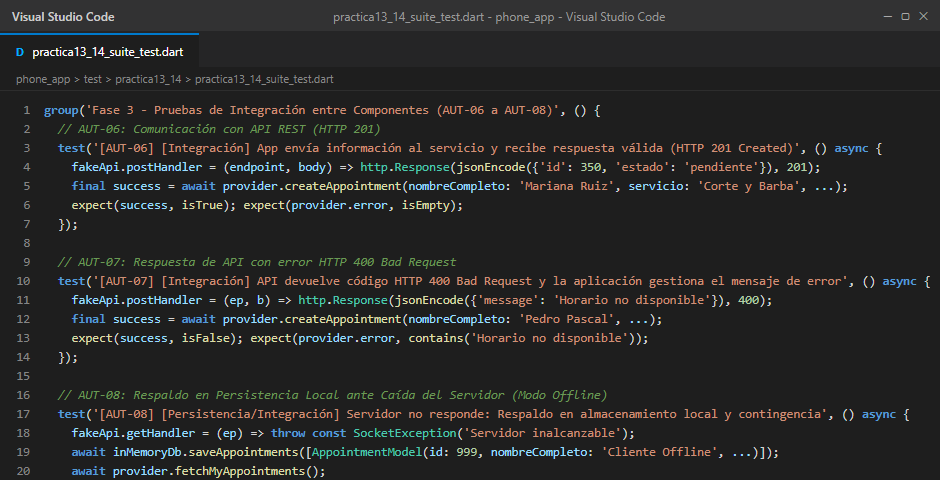 Visual Studio Code
practica13_14_suite_test.dart - phone_app - Visual Studio Code
D practica13_14_suite_test.dart
phone_app > test > practica13_14 > practica13_14_suite_test.dart
1 group('Fase 3 - Pruebas de Integración entre Componentes (AUT-06 a AUT-08)', () {
2 // AUT-06: Comunicación con API REST (HTTP 201)
3 test('[AUT-06] [Integración] App envía información al servicio y recibe respuesta válida (HTTP 201 Created)', () async {
4 fakeApi.postHandler = (endpoint, body) => http.Response(jsonEncode({'id': 350, 'estado': 'pendiente'}), 201);
5 final success = await provider.createAppointment(nombreCompleto: 'Mariana Ruiz', servicio: 'Corte y Barba', ...);
6 expect(success, isTrue); expect(provider.error, isEmpty);
7 });
8
9 // AUT-07: Respuesta de API con error HTTP 400 Bad Request
10 test('[AUT-07] [Integración] API devuelve código HTTP 400 Bad Request y la aplicación gestiona el mensaje de error', () async {
11 fakeApi.postHandler = (ep, b) => http.Response(jsonEncode({'message': 'Horario no disponible'}), 400);
12 final success = await provider.createAppointment(nombreCompleto: 'Pedro Pascal', ...);
13 expect(success, isFalse); expect(provider.error, contains('Horario no disponible'));
14 });
15
16 // AUT-08: Respaldo en Persistencia Local ante Caída del Servidor (Modo Offline)
17 test('[AUT-08] [Persistencia/Integración] Servidor no responde: Respaldo en almacenamiento local y contingencia', () async {
18 fakeApi.getHandler = (ep) => throw const SocketException('Servidor inalcanzable');
19 await inMemoryDb.saveAppointments([AppointmentModel(id: 999, nombreCompleto: 'Cliente Offline', ...)]);
20 await provider.fetchMyAppointments();